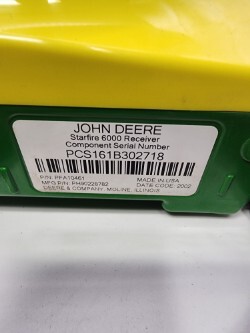 JOHN DEERE
Starfire 6000 Receiver
Component Serial Number
PCS161B302718
P/N: PFA10461 MADE IN USA
MFG P/N: PH90226782 DATE CODE: 2002
DEERE & COMPANY, MOLINE, ILLINOIS